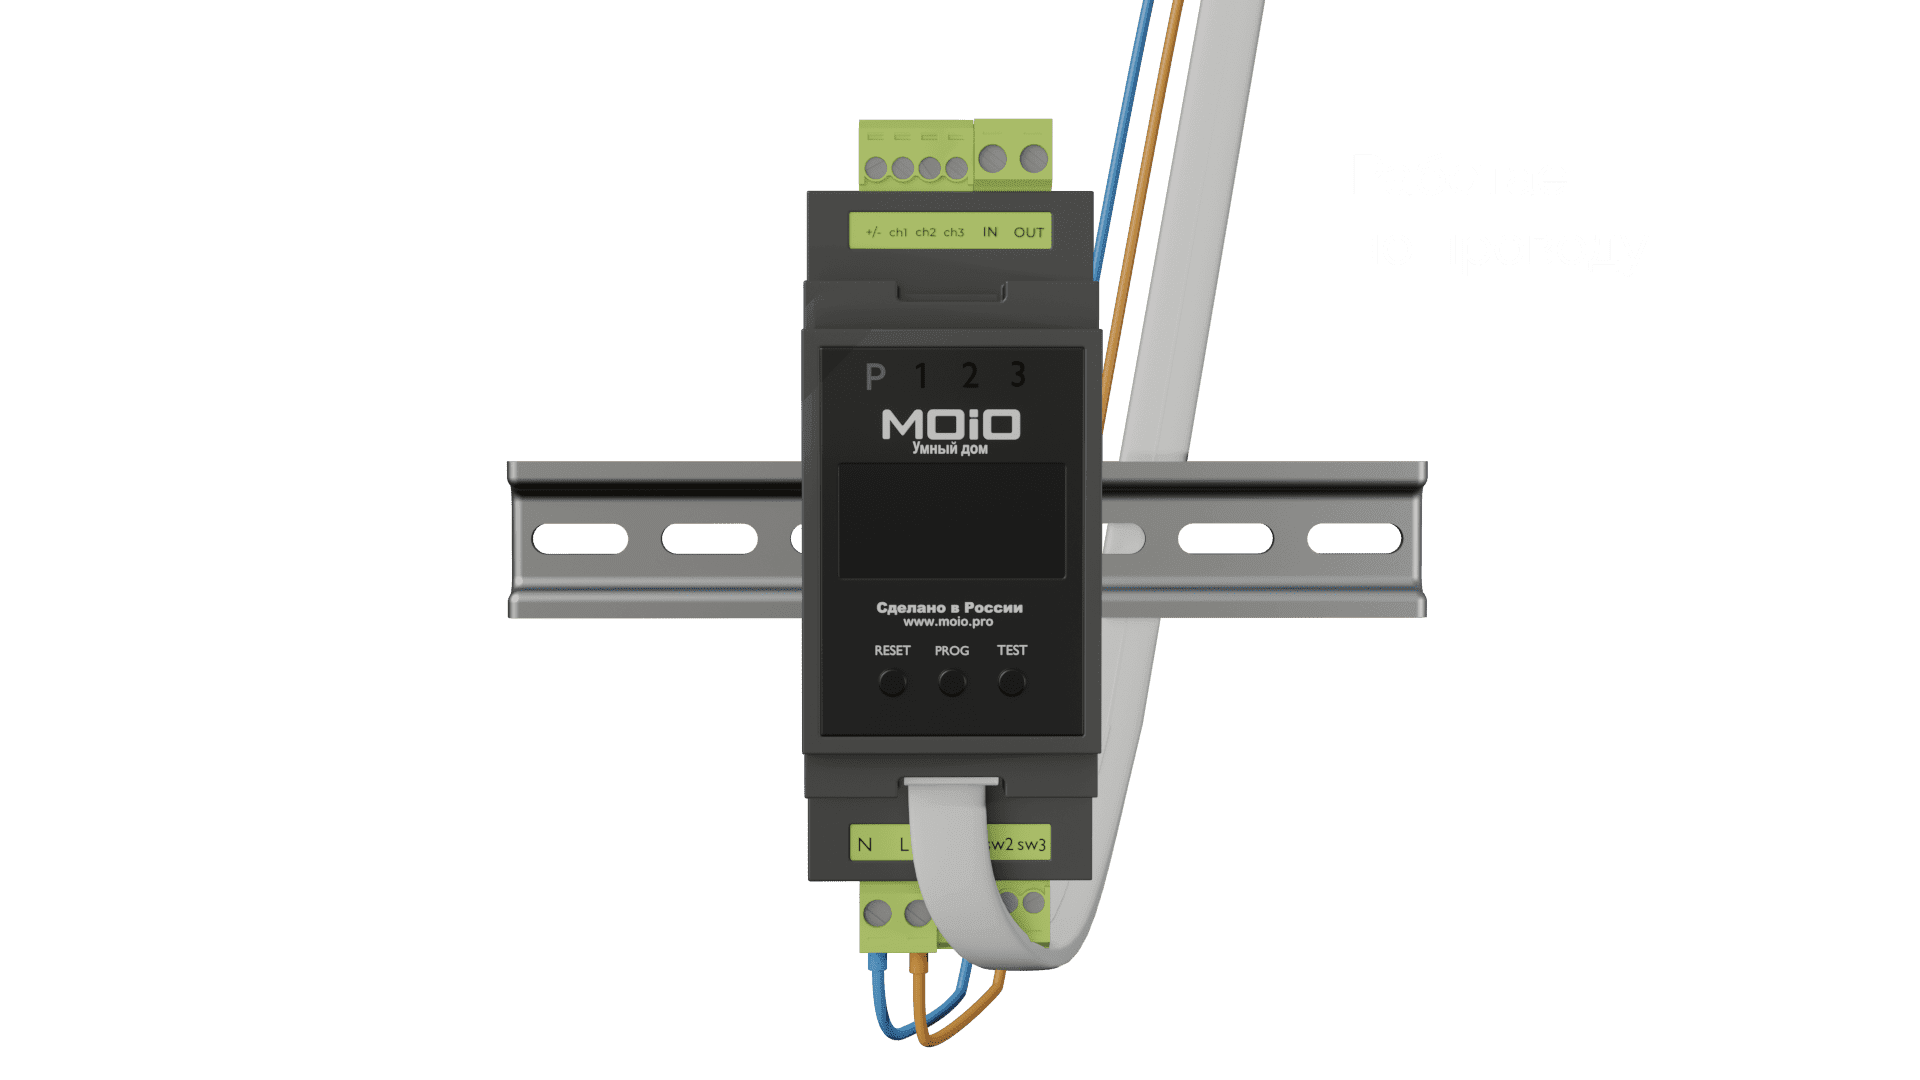 +/- ch1 ch2 ch3 IN OUT
P 1 2 3
MOiO
Умный дом
Сделано в России
www.moio.pro
RESET PROG TEST
N L sw2 sw3